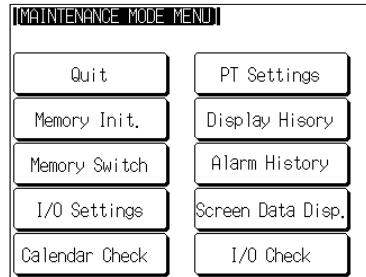 [MAINTENANCE MODE MENU]
Quit
PT Settings
Memory Init.
Display Hisory
Memory Switch
Alarm History
I/O Settings
Screen Data Disp.
Calendar Check
I/O Check